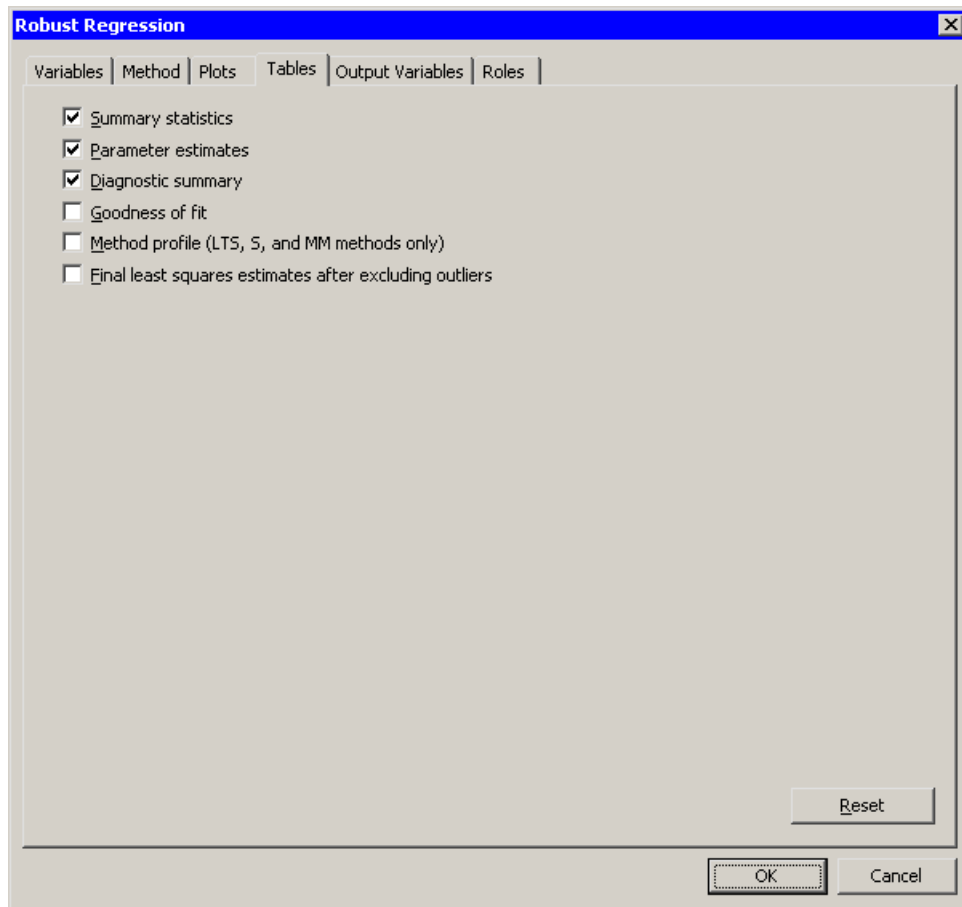 Robust Regression
Variables Method Plots Tables Output Variables Roles
Summary statistics
Parameter estimates
Diagnostic summary
Goodness of fit
Method profile (LTS, S, and MM methods only)
Final least squares estimates after excluding outliers
Reset
OK Cancel